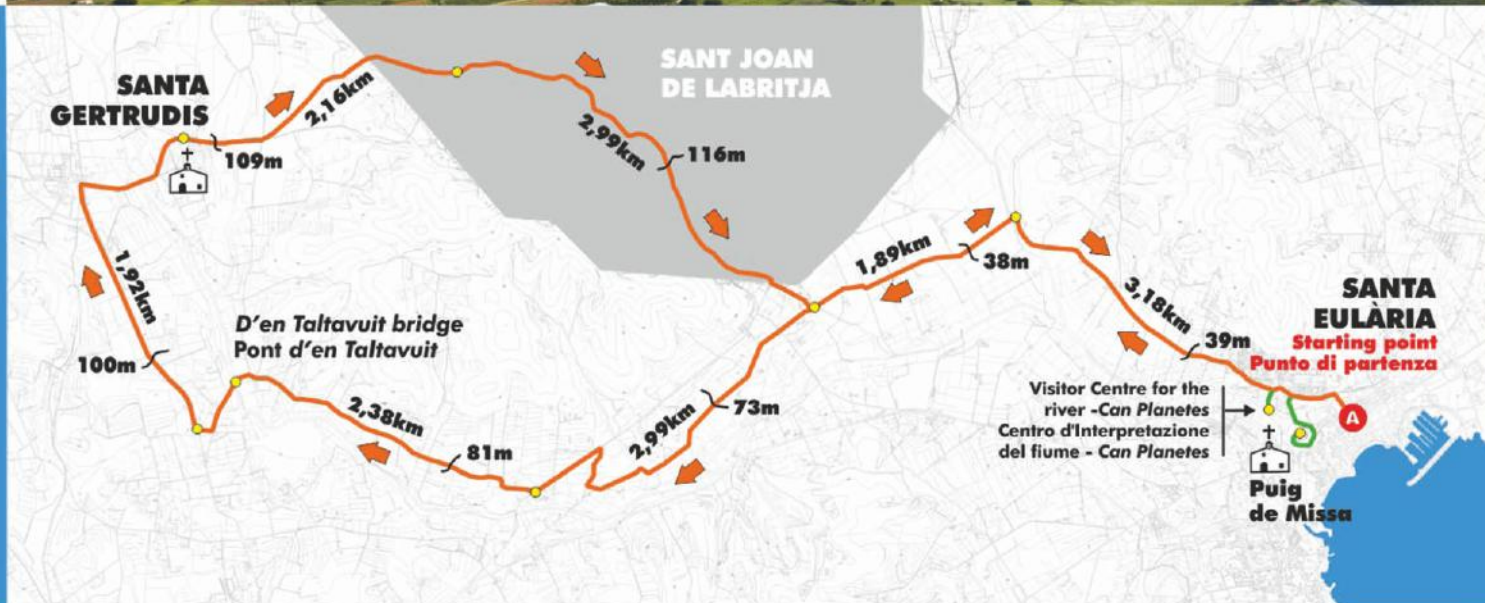 SANT JOAN
DE LABRITJA
SANTA
GERTRUDIS
2,16km
109m
2,99km
116m
1,92km
100m
D'en Taltavuit bridge
Pont d'en Taltavuit
2,38km
81m
2,99km
73m
1,89km
38m
3,18km
39m
SANTA
EULÀRIA
Starting point
Punto di partenza
A
Visitor Centre for the
river -Can Planetes
Centro d'Interpretazione
del fiume - Can Planetes
Puig
de Missa